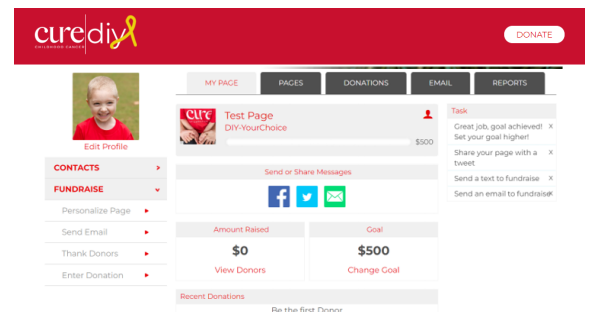 cure diy
CHILDHOOD CANCER
DONATE
MY PAGE
PAGES
DONATIONS
EMAIL
REPORTS
Edit Profile
CONTACTS
FUNDRAISE
Personalize Page
Send Email
Thank Donors
Enter Donation
CURE
Test Page
DIY-YourChoice
$500
Send or Share Messages
f
Amount Raised
$0
View Donors
Goal
$500
Change Goal
Recent Donations
Be the first Donor
Task
Great job, goal achieved! X
Set your goal higher!
Share your page with a X
tweet
Send a text to fundraise X
Send an email to fundraise X